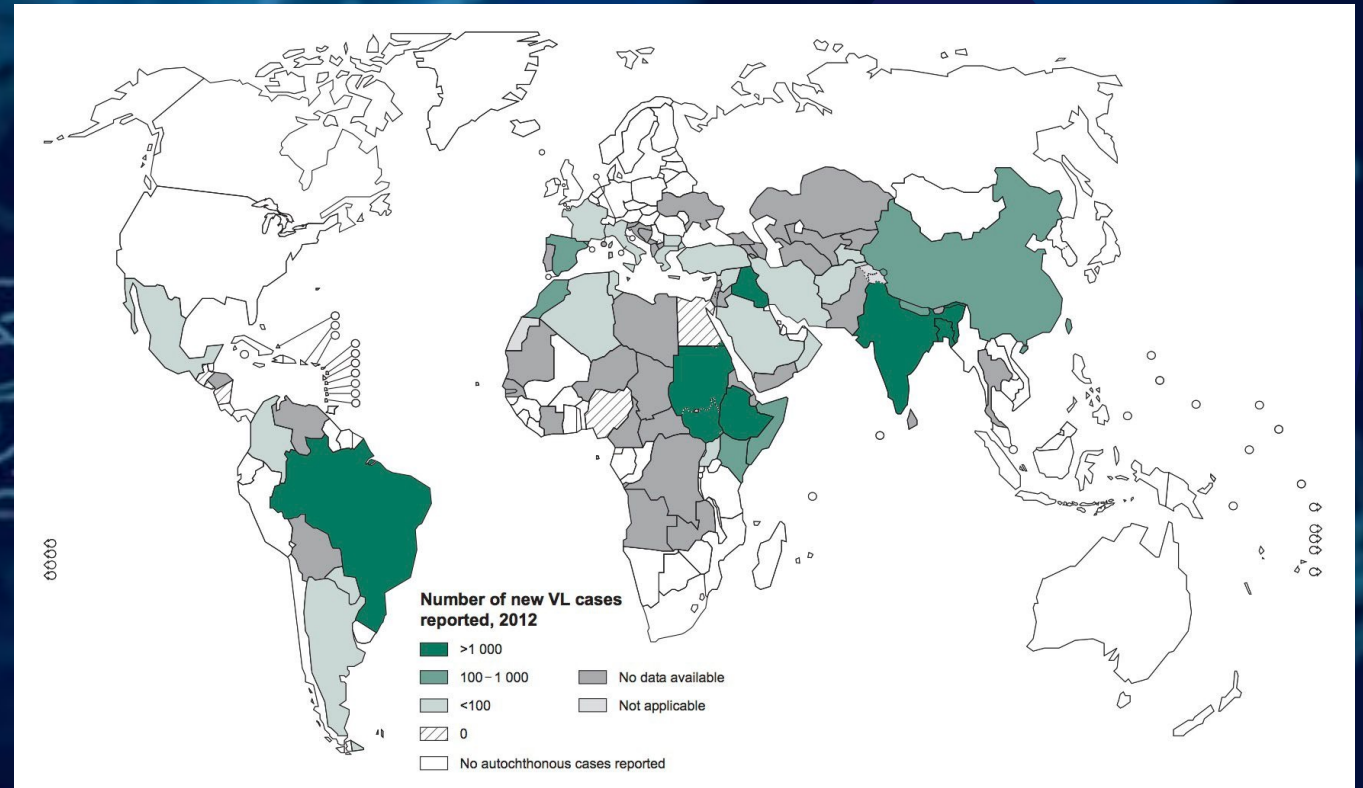 Number of new VL cases
reported, 2012
>1 000
100–1 000
<100
0
No autochthonous cases reported
No data available
Not applicable